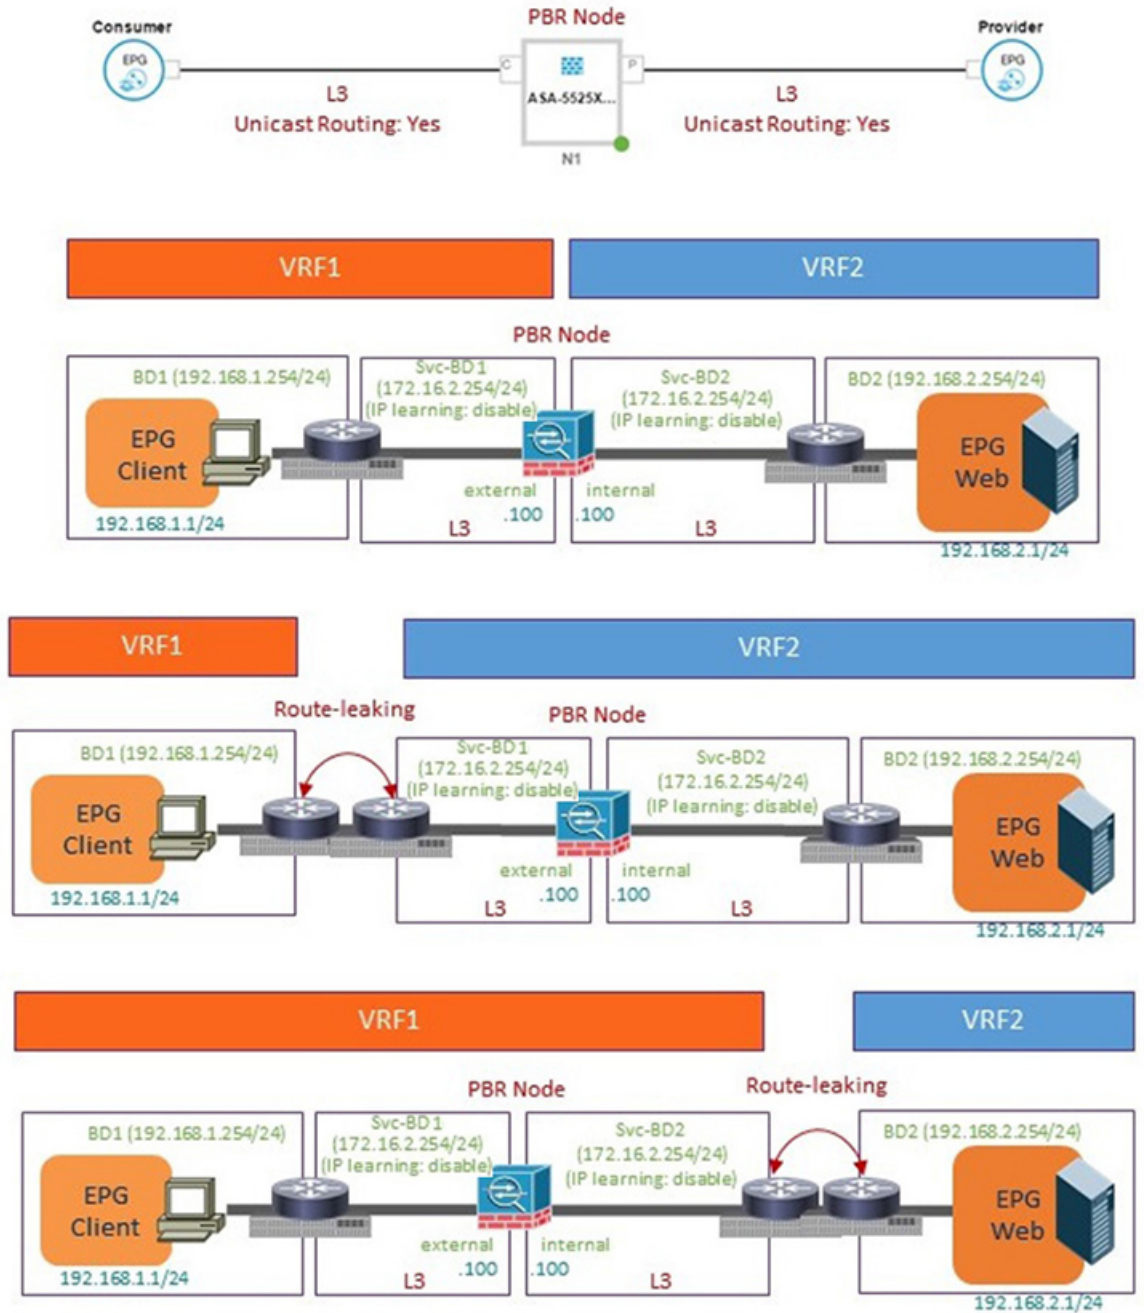 PBR Node
Consumer
Provider
EPG
C
P
EPG
ASA-5525X...
L3
L3
Unicast Routing: Yes
Unicast Routing: Yes
N1
VRF1
VRF2
PBR Node
BD1 (192.168.1.254/24)
Svc-BD1
(172.16.2.254/24)
(IP learning: disable)
Svc-BD2
(172.16.2.254/24)
(IP learning: disable)
BD2 (192.168.2.254/24)
EPG
Client
EPG
Web
external
internal
.100
.100
192.168.1.1/24
L3
L3
192.168.2.1/24
VRF1
VRF2
Route-leaking
PBR Node
BD1 (192.168.1.254/24)
Svc-BD1
(172.16.2.254/24)
(IP learning: disable)
Svc-BD2
(172.16.2.254/24)
(IP learning: disable)
BD2 (192.168.2.254/24)
EPG
Client
EPG
Web
external
internal
.100
.100
192.168.1.1/24
L3
L3
192.168.2.1/24
VRF1
VRF2
PBR Node
Route-leaking
BD1 (192.168.1.254/24)
Svc-BD1
(172.16.2.254/24)
(IP learning: disable)
Svc-BD2
(172.16.2.254/24)
(IP learning: disable)
BD2 (192.168.2.254/24)
EPG
Client
EPG
Web
external
internal
.100
.100
192.168.1.1/24
L3
L3
192.168.2.1/24